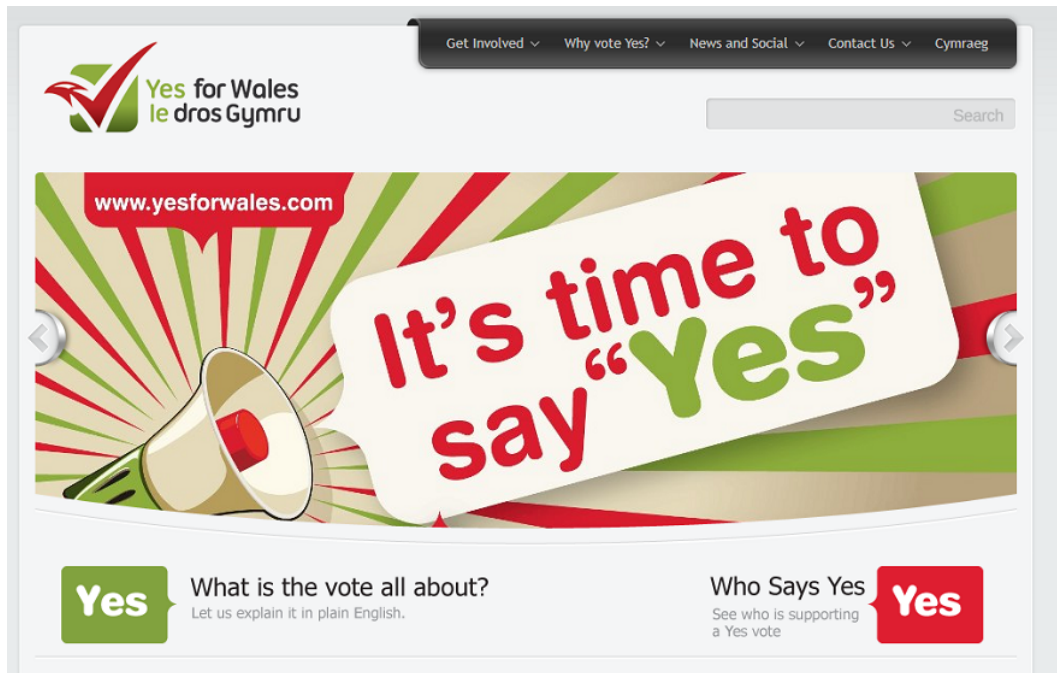 Get Involved Why vote Yes? News and Social Contact Us Cymraeg
Yes for Wales
Ie dros Gymru
Search
www.yesforwales.com
It's time to
say “Yes”
Yes
What is the vote all about?
Let us explain it in plain English.
Who Says Yes
See who is supporting
a Yes vote
Yes